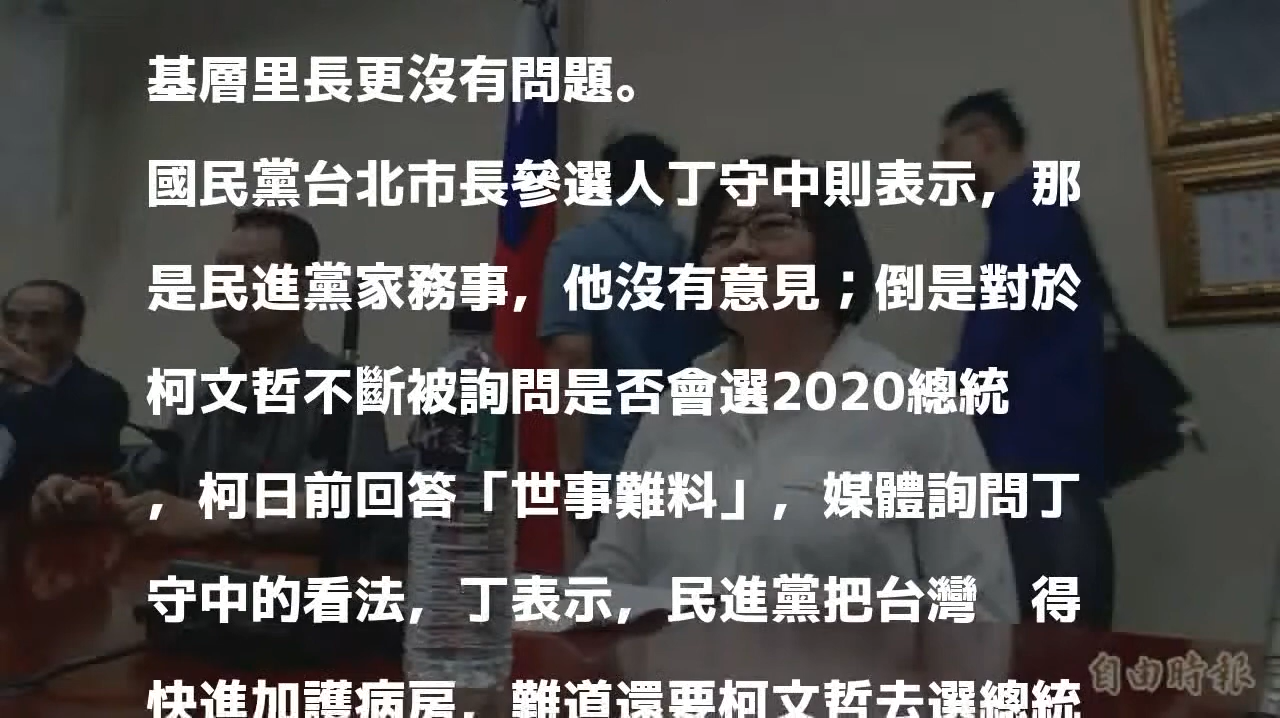 基層里長更沒有問題。
國民黨台北市長參選人丁守中則表示，那
是民進黨家務事，他沒有意見；倒是對於
柯文哲不斷被詢問是否會選2020總統
，柯日前回答「世事難料」，媒體詢問丁
守中的看法，丁表示，民進黨把台灣　得
快進加護病房，難道還要柯文哲去選總統
自由時報